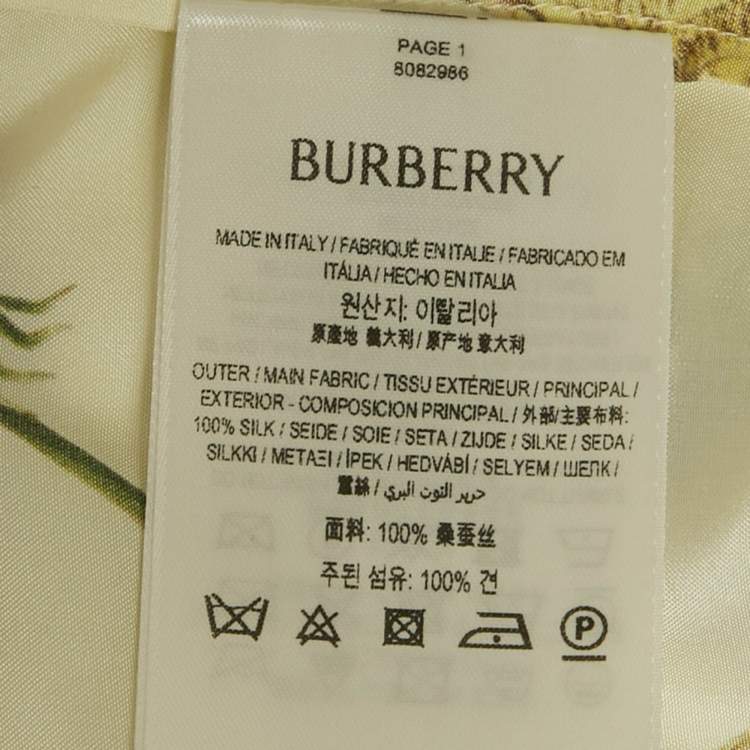 PAGE 1
8082986
BURBERRY
MADE IN ITALY / FABRIQUÉ EN ITALIE / FABRICADO EM
ITÁLIA / HECHO EN ITALIA
원산지: 이탈리아
原產地 義大利 / 原产地 意大利
OUTER / MAIN FABRIC / TISSU EXTÉRIEUR / PRINCIPAL /
EXTERIOR - COMPOSICION PRINCIPAL / 外部/主要布料:
100% SILK / SEIDE / SOIE / SETA / ZIJDE / SILKE / SEDA /
SILKKI / ΜΕΤΑΞΙ / İPEK / HEDVÁBÍ / SELYEM / ШЕЛК /
蠶絲 / حرير التوت البري
面料: 100% 桑蚕丝
주된 섬유: 100% 견
P